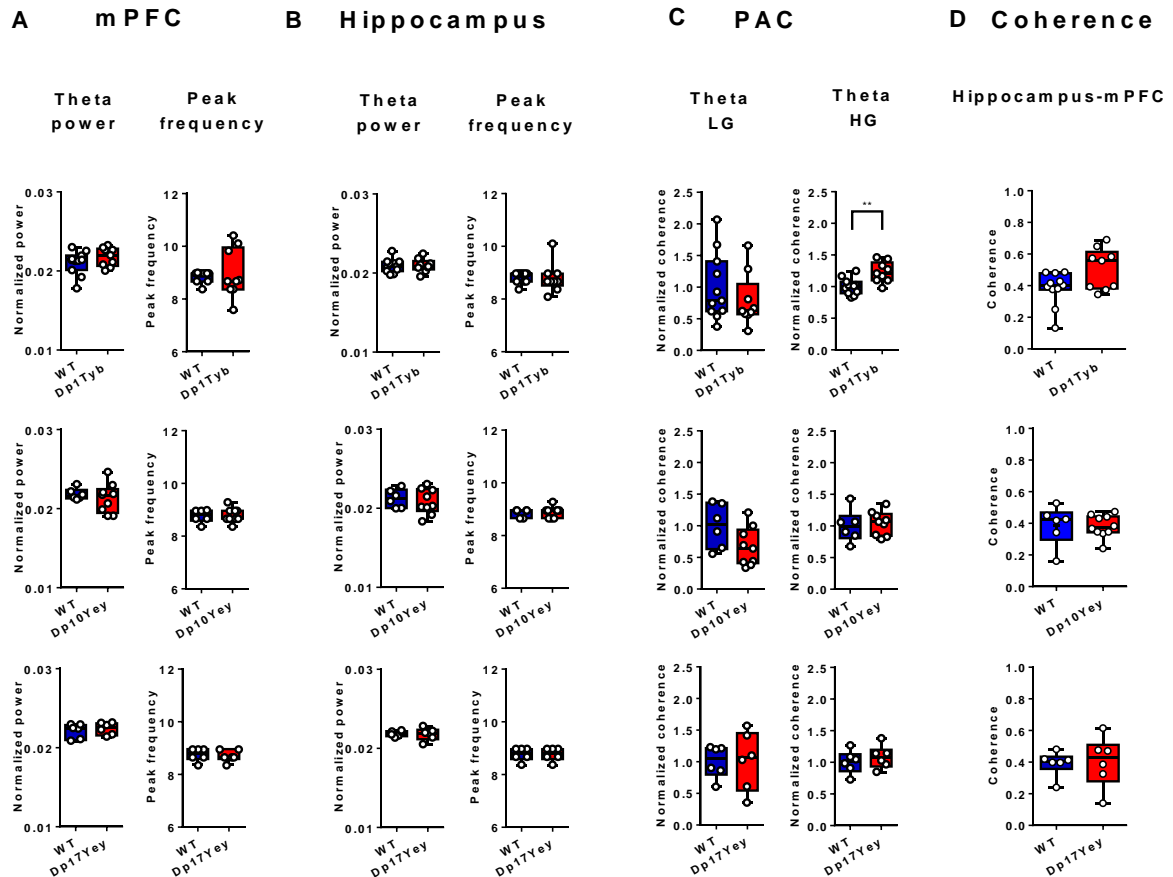 A mPFC B Hippocampus C PAC D Coherence
Theta power
Peak frequency
Theta power
Peak frequency
Theta LG
Theta HG
Hippocampus-mPFC
Normalized power
0.03
0.02
0.01
WT
Dp1Tyb
Peak frequency
12
10
8
6
WT
Dp1Tyb
Normalized power
0.03
0.02
0.01
WT
Dp1Tyb
Peak frequency
12
10
8
6
WT
Dp1Tyb
Normalized coherence
2.5
2.0
1.5
1.0
0.5
0.0
WT
Dp1Tyb
Normalized coherence
2.5
2.0
1.5
1.0
0.5
0.0
**
WT
Dp1Tyb
Coherence
1.0
0.8
0.6
0.4
0.2
0.0
WT
Dp1Tyb
Normalized power
0.03
0.02
0.01
WT
Dp10Yey
Peak frequency
12
10
8
6
WT
Dp10Yey
Normalized power
0.03
0.02
0.01
WT
Dp10Yey
Peak frequency
12
10
8
6
WT
Dp10Yey
Normalized coherence
2.5
2.0
1.5
1.0
0.5
0.0
WT
Dp10Yey
Normalized coherence
2.5
2.0
1.5
1.0
0.5
0.0
WT
Dp10Yey
Coherence
1.0
0.8
0.6
0.4
0.2
0.0
WT
Dp10Yey
Normalized power
0.03
0.02
0.01
WT
Dp17Yey
Peak frequency
12
10
8
6
WT
Dp17Yey
Normalized power
0.03
0.02
0.01
WT
Dp17Yey
Peak frequency
12
10
8
6
WT
Dp17Yey
Normalized coherence
2.5
2.0
1.5
1.0
0.5
0.0
WT
Dp17Yey
Normalized coherence
2.5
2.0
1.5
1.0
0.5
0.0
WT
Dp17Yey
Coherence
1.0
0.8
0.6
0.4
0.2
0.0
WT
Dp17Yey